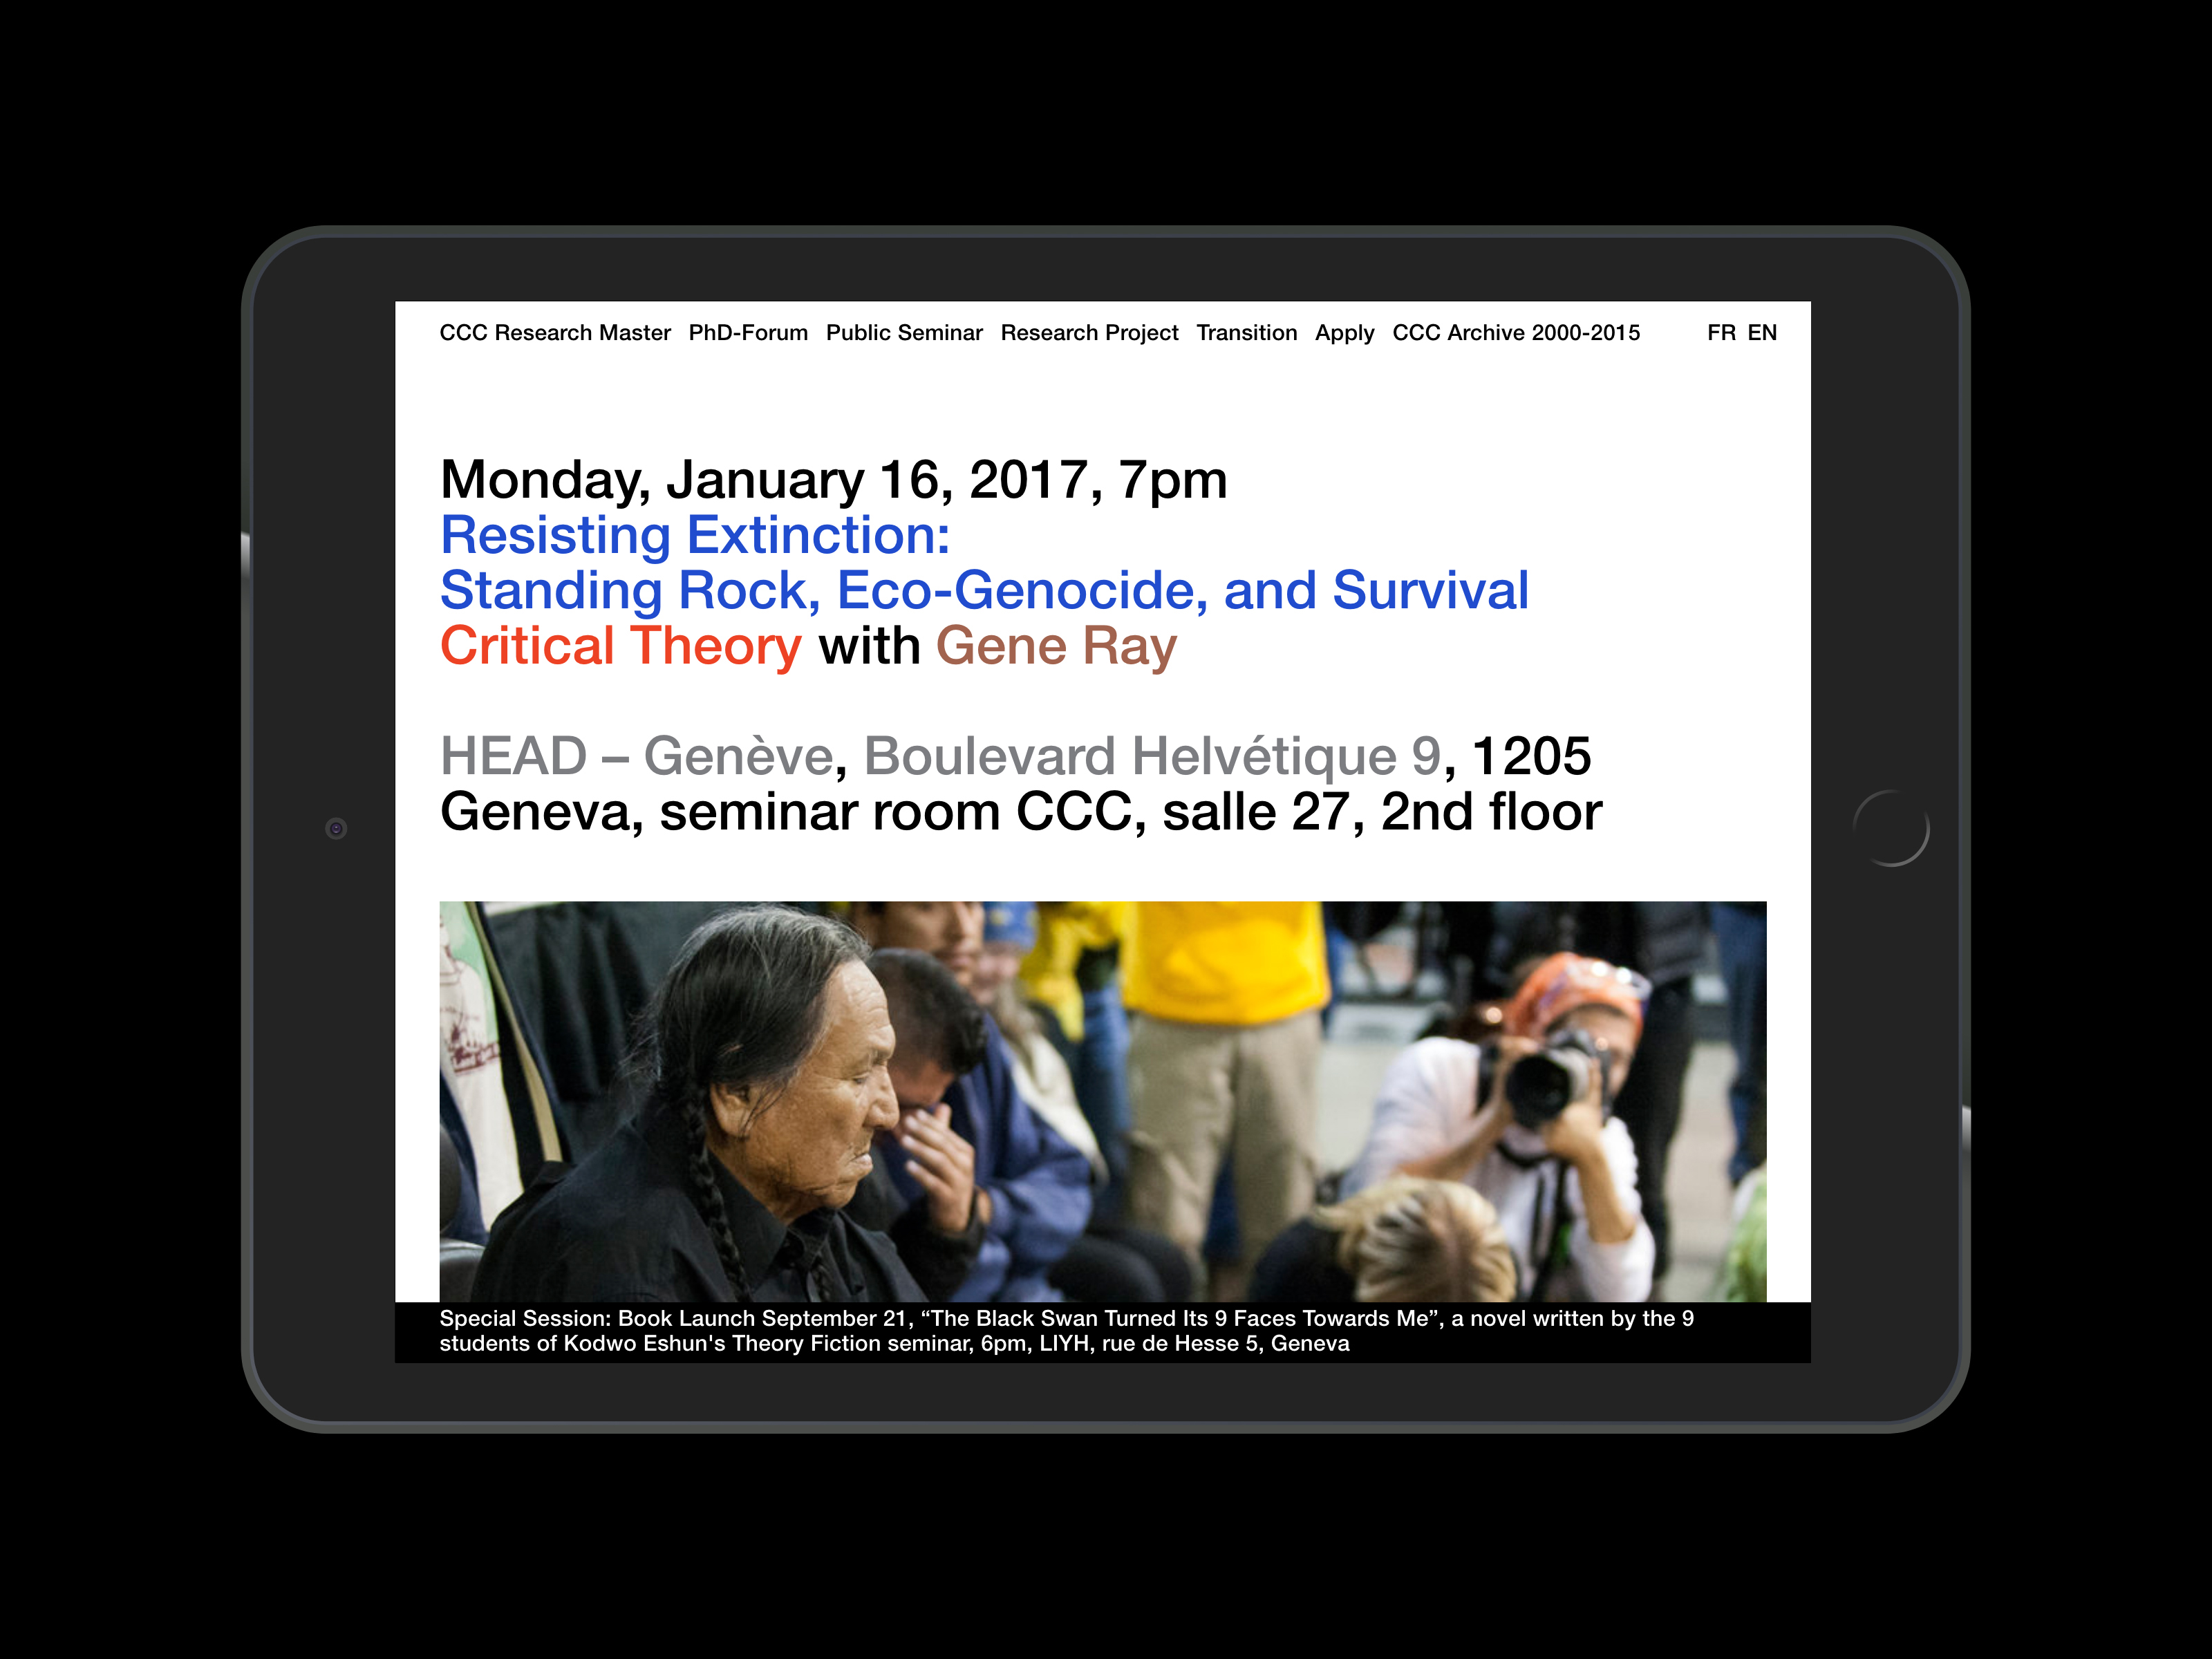 CCC Research Master PhD-Forum Public Seminar Research Project Transition Apply CCC Archive 2000-2015 FR EN
Monday, January 16, 2017, 7pm
Resisting Extinction:
Standing Rock, Eco-Genocide, and Survival
Critical Theory with Gene Ray
HEAD – Genève, Boulevard Helvétique 9, 1205
Geneva, seminar room CCC, salle 27, 2nd floor
Special Session: Book Launch September 21, “The Black Swan Turned Its 9 Faces Towards Me”, a novel written by the 9
students of Kodwo Eshun's Theory Fiction seminar, 6pm, LIYH, rue de Hesse 5, Geneva